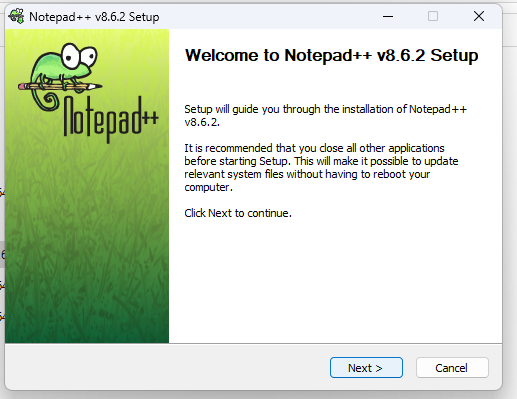 Notepad++ v8.6.2 Setup
Notepad++
Welcome to Notepad++ v8.6.2 Setup
Setup will guide you through the installation of Notepad++
v8.6.2.
It is recommended that you close all other applications
before starting Setup. This will make it possible to update
relevant system files without having to reboot your
computer.
Click Next to continue.
Next >
Cancel